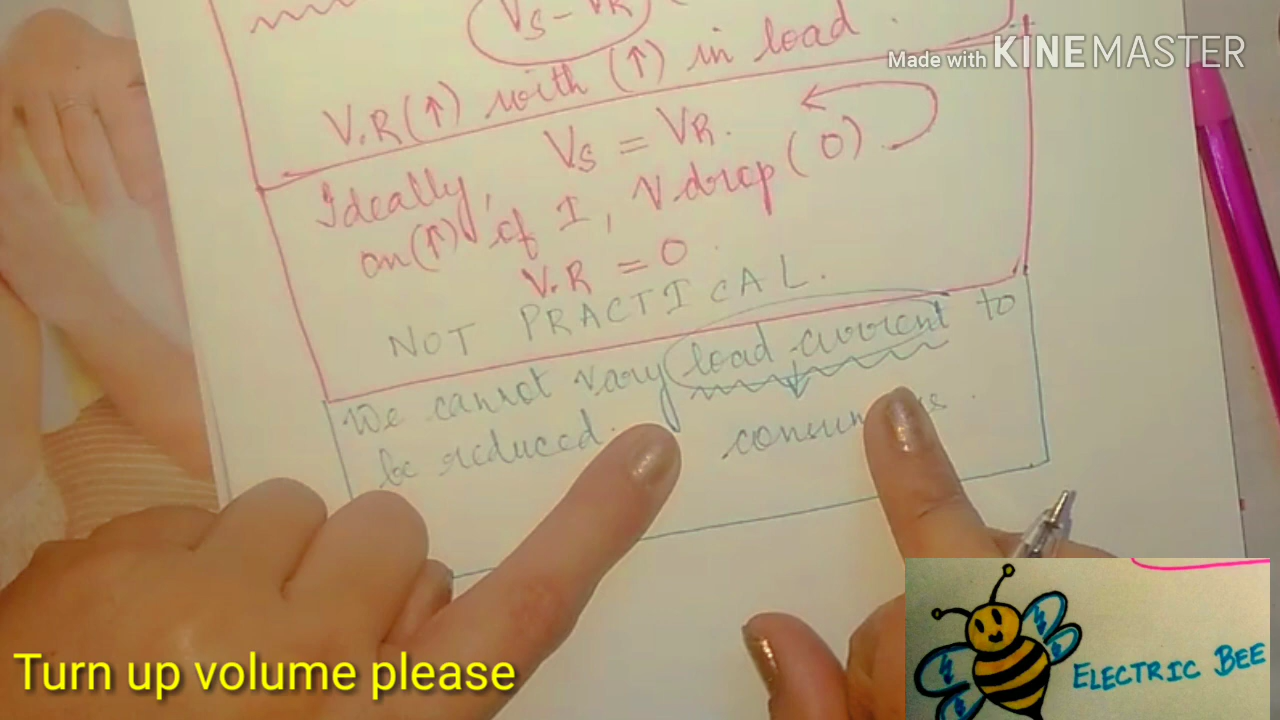 VS – VR
Made with KINEMASTER
V.R (↑) with (↑) in load.
Ideally, VS = VR.
on (↑) of I, V drop (0)
V.R = 0.
NOT PRACTICAL.
We cannot vary load current to
be reduced.
Turn up volume please
ELECTRIC BEE